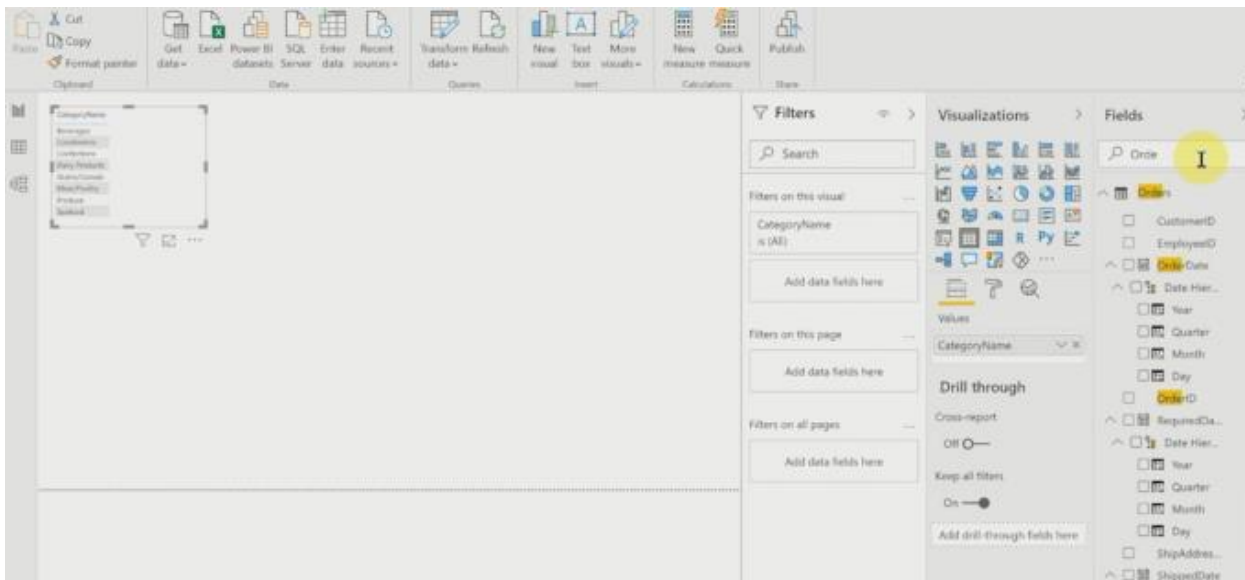 Paste
Cut
Copy
Format painter
Clipboard
Get data
Excel
Power BI datasets
SQL Server
Enter data
Recent sources
Data
Transform data
Refresh
Queries
New visual
Text box
More visuals
Insert
New measure
Quick measure
Calculations
Publish
Share
CategoryName
Beverages
Condiments
Confections
Dairy Products
Grains/Cereals
Meat/Poultry
Produce
Seafood
Filters
Search
Filters on this visual
CategoryName
is (All)
Add data fields here
Filters on this page
Add data fields here
Filters on all pages
Add data fields here
Visualizations
R Py
Values
CategoryName
Drill through
Cross-report
Off
Keep all filters
On
Add drill-through fields here
Fields
Orde
Orders
CustomerID
EmployeeID
OrderDate
Date Hier...
Year
Quarter
Month
Day
OrderID
RequiredDa...
Date Hier...
Year
Quarter
Month
Day
ShipAddres...
ShippedDate